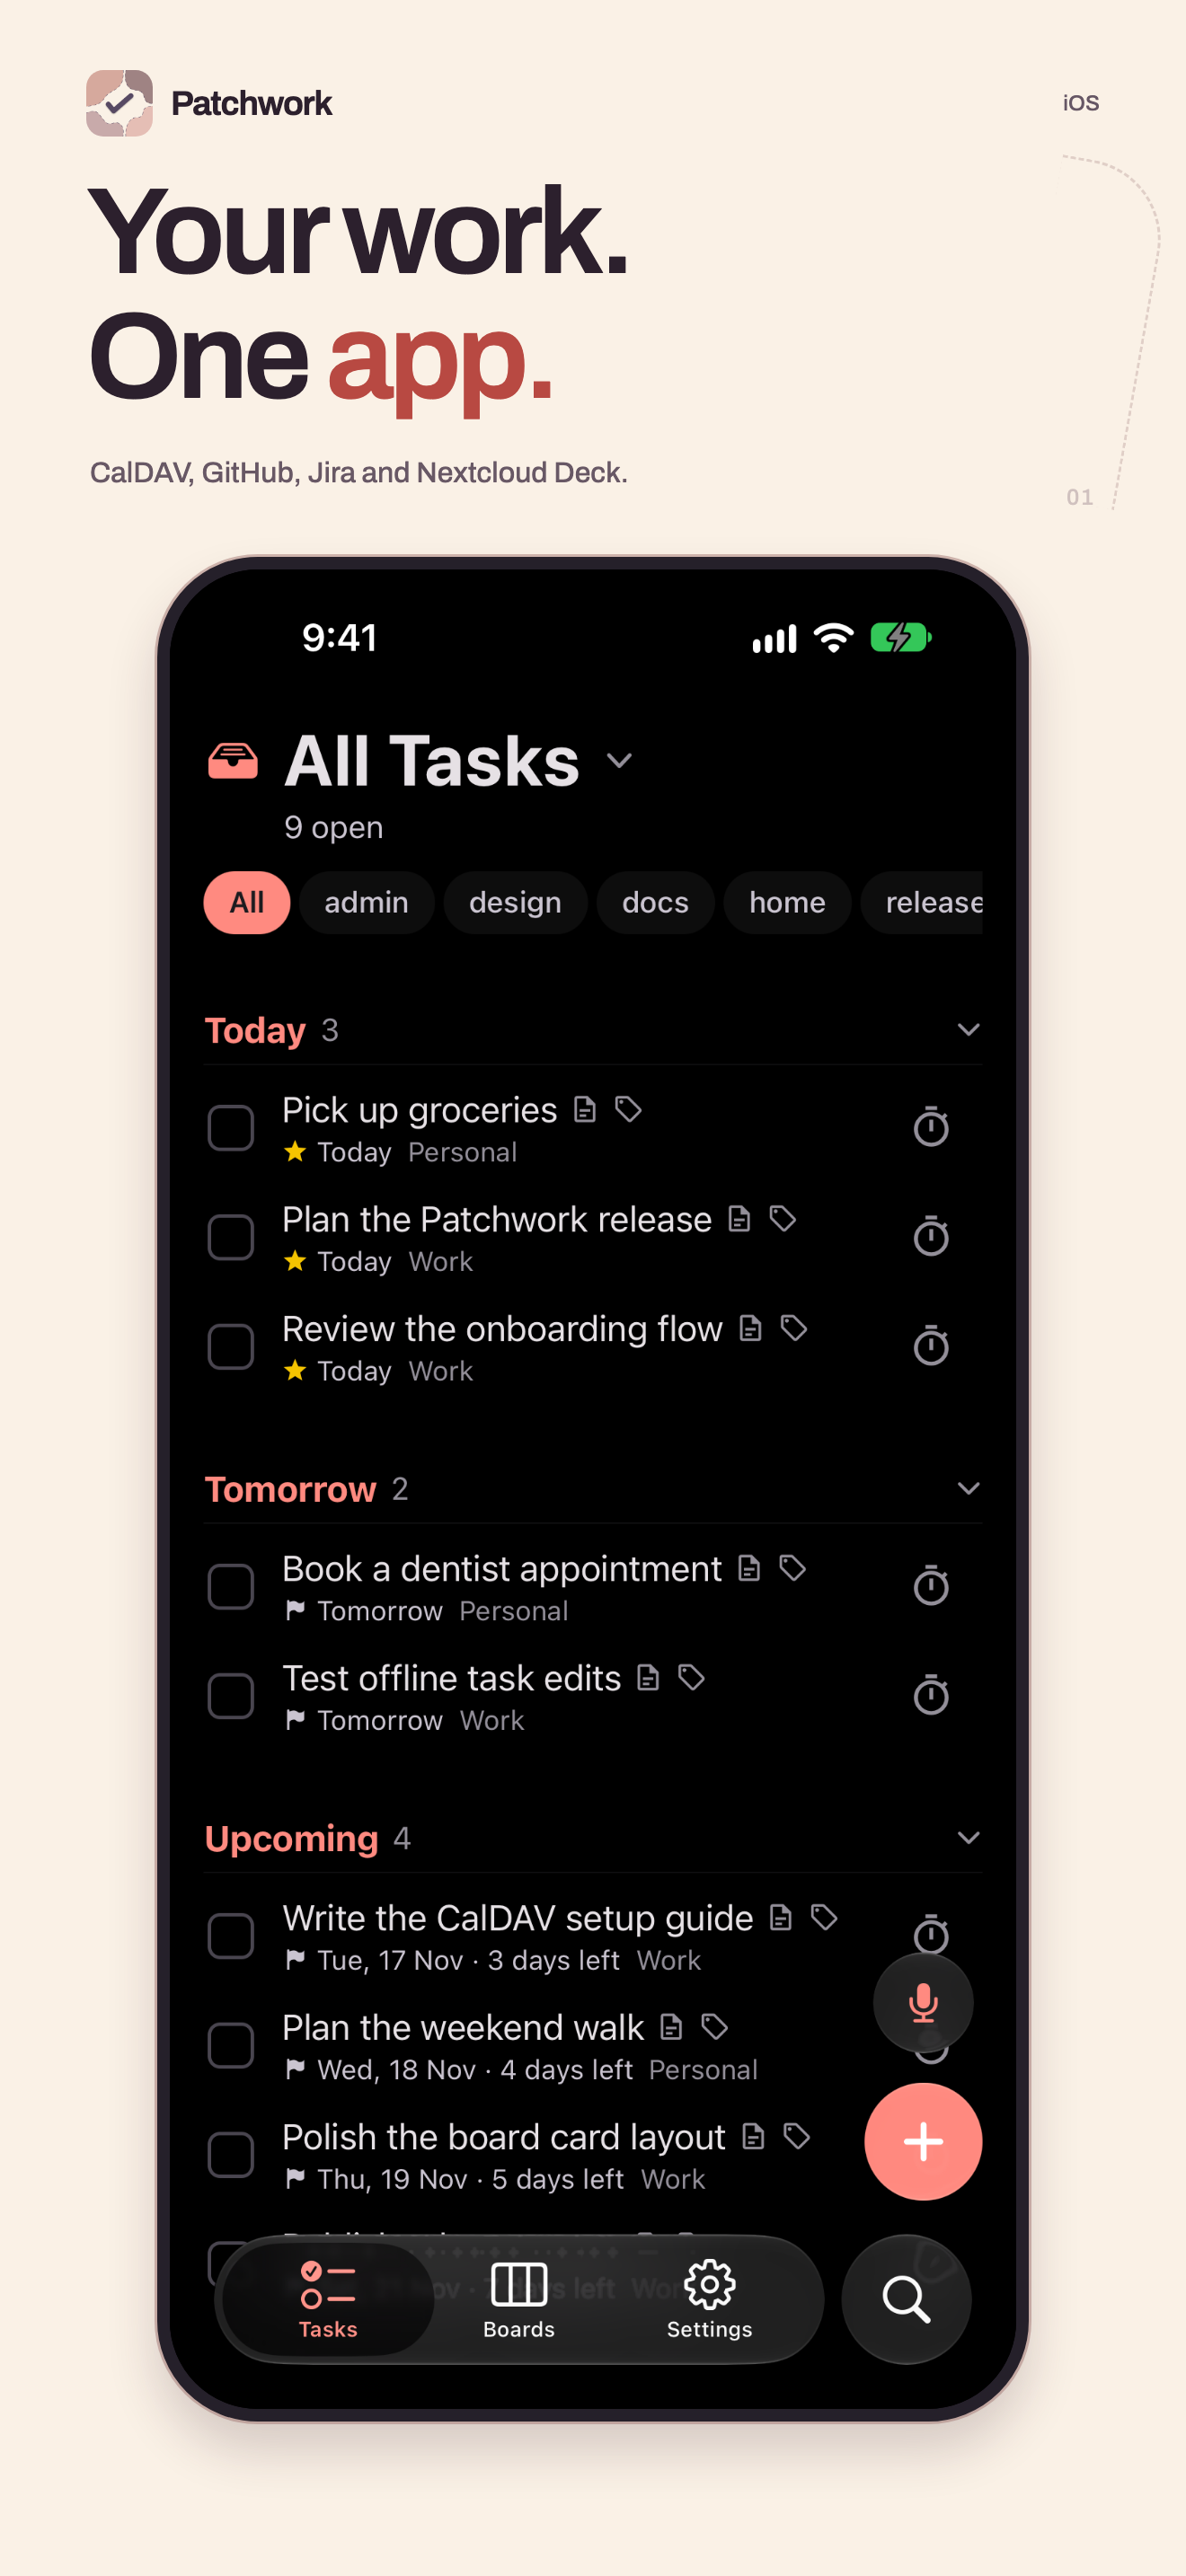 Patchwork
iOS
Your work.
One app.
CalDAV, GitHub, Jira and Nextcloud Deck.
01
9:41
All Tasks
9 open
All admin design docs home release
Today 3
Pick up groceries
Today Personal
Plan the Patchwork release
Today Work
Review the onboarding flow
Today Work
Tomorrow 2
Book a dentist appointment
Tomorrow Personal
Test offline task edits
Tomorrow Work
Upcoming 4
Write the CalDAV setup guide
Tue, 17 Nov · 3 days left Work
Plan the weekend walk
Wed, 18 Nov · 4 days left Personal
Polish the board card layout
Thu, 19 Nov · 5 days left Work
Tasks Boards Settings